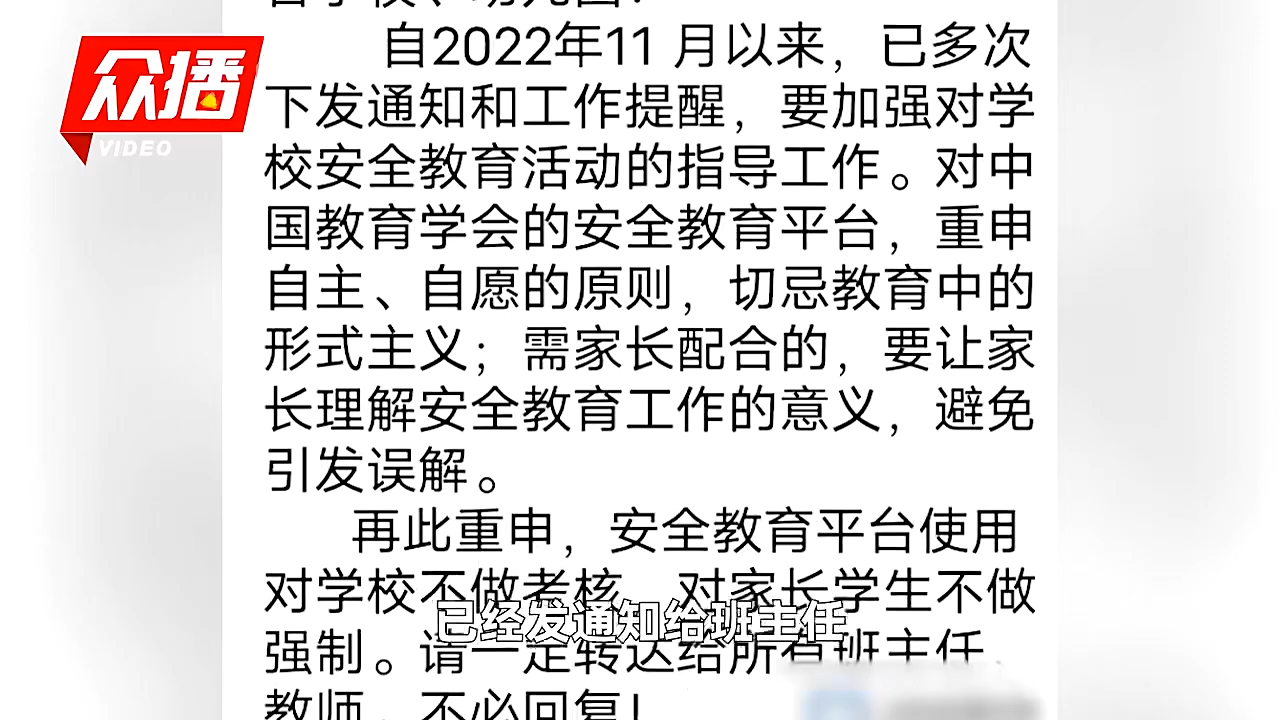 众播
VIDEO
自2022年11 月以来，已多次
下发通知和工作提醒，要加强对学
校安全教育活动的指导工作。对中
国教育学会的安全教育平台，重申
自主、自愿的原则，切忌教育中的
形式主义；需家长配合的，要让家
长理解安全教育工作的意义，避免
引发误解。
再此重申，安全教育平台使用
对学校不做考核，对家长学生不做
强制。请一定转达给所有班主任、
教师，不必回复！
已经发通知给班主任